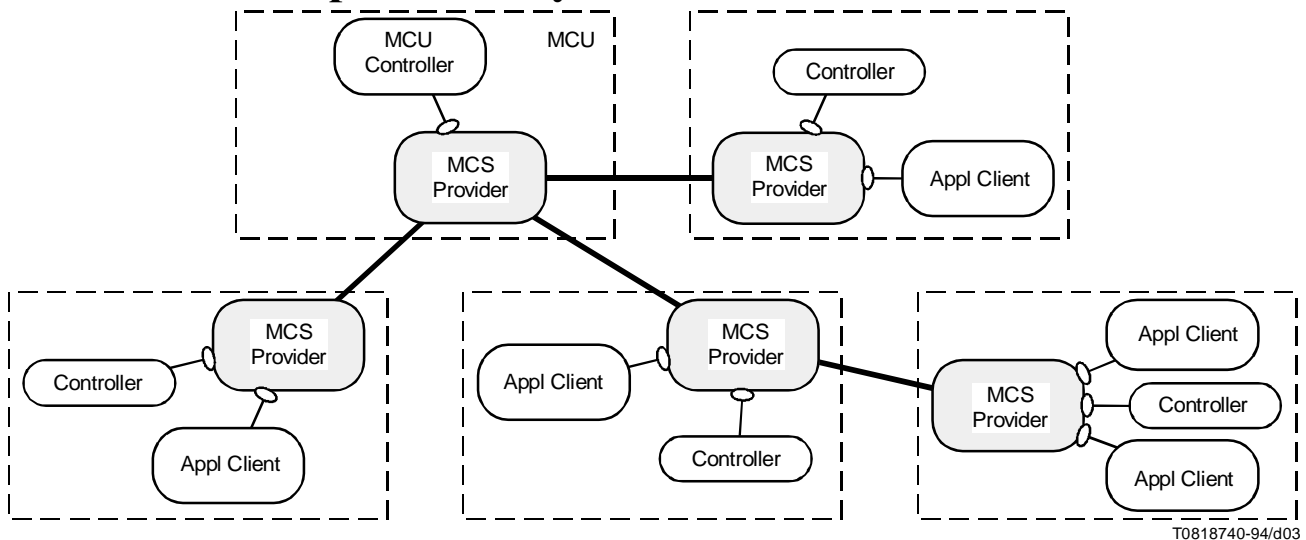 MCU
Controller
MCU
MCS
Provider
Controller
MCS
Provider
Appl Client
MCS
Provider
Controller
Appl Client
MCS
Provider
Appl Client
Controller
MCS
Provider
Appl Client
Controller
Appl Client
T0818740-94/d03